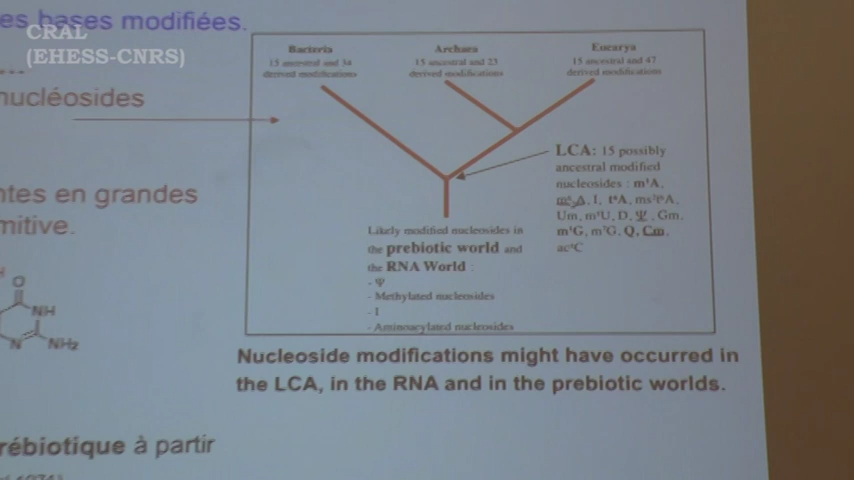 es bases modifiées.
CRAL
(EHESS-CNRS)
nucléosides
ntes en grandes
mitive.
O
NH
N
NH₂
rébiotique à partir
Bacteria
15 ancestral and 34
derived modifications
Archaea
15 ancestral and 23
derived modifications
Eucarya
15 ancestral and 47
derived modifications
LCA: 15 possibly
ancestral modified
nucleosides : m¹A,
I, t⁶A, ms²t⁶A,
Um, m⁵U, D, Ψ, Gm,
m¹G, m⁷G, Q, Cm,
ac⁴C
Likely modified nucleosides in
the prebiotic world and
the RNA World :
- Ψ
- Methylated nucleosides
- I
- Aminoacylated nucleosides
Nucleoside modifications might have occurred in
the LCA, in the RNA and in the prebiotic worlds.